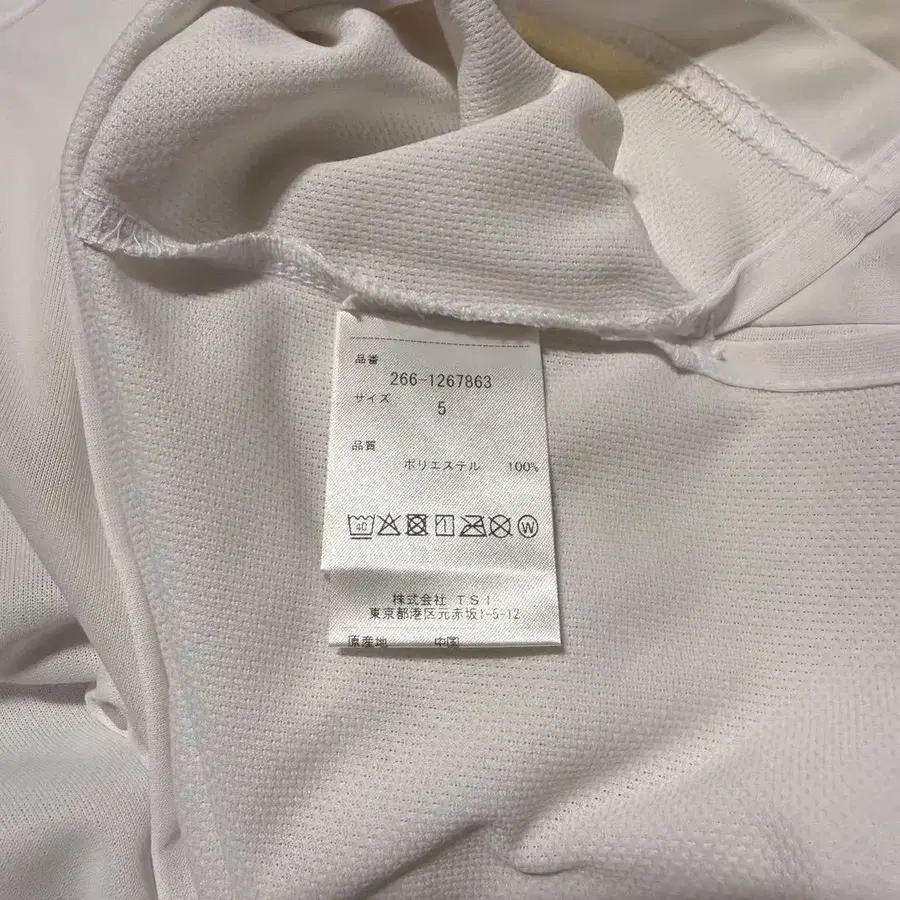 品番
266-1267863
サイズ
5
品質
ポリエステル 100%
40
W
株式会社 TSI
東京都港区元赤坂1-5-12
原産地 中国